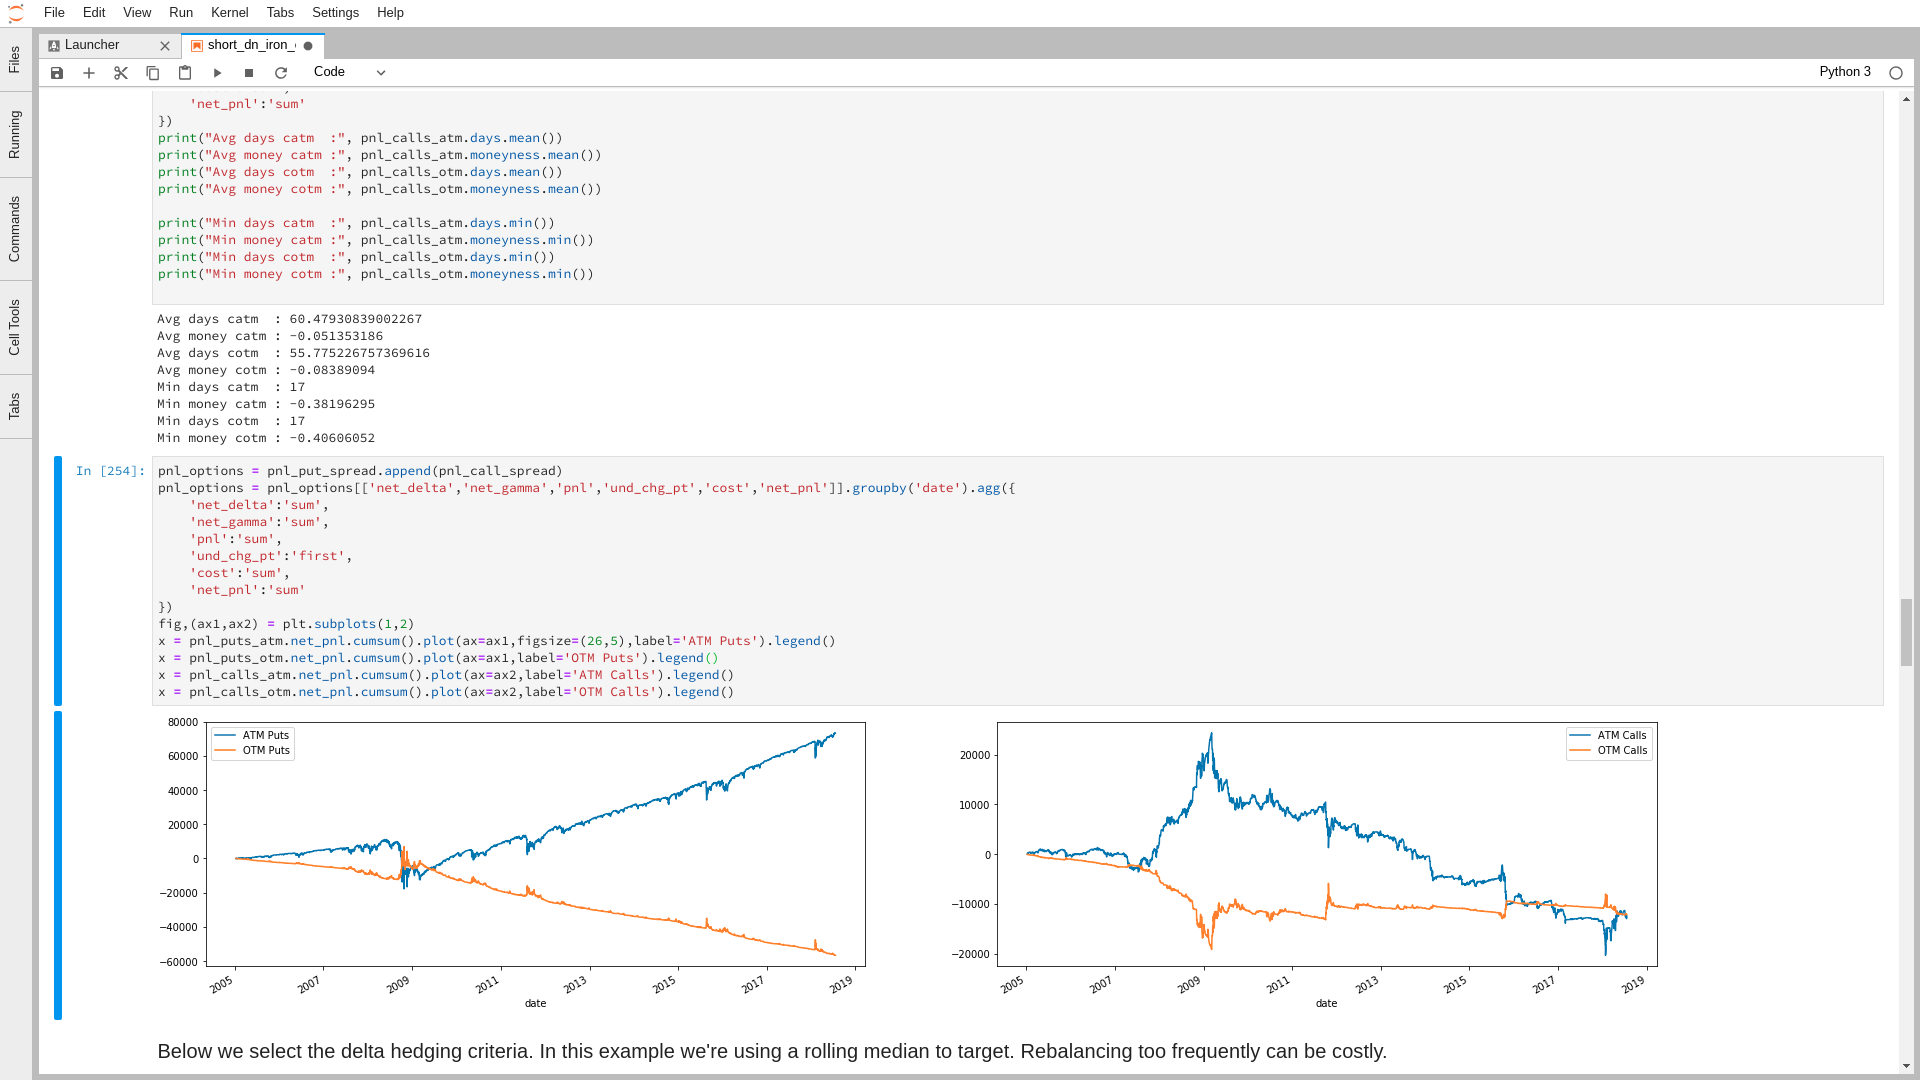 File Edit View Run Kernel Tabs Settings Help
Files
Running
Commands
Cell Tools
Tabs
Launcher
short_dn_iron_
Code
Python 3
'net_pnl':'sum'
})
print("Avg days catm  :", pnl_calls_atm.days.mean())
print("Avg money catm :", pnl_calls_atm.moneyness.mean())
print("Avg days cotm  :", pnl_calls_otm.days.mean())
print("Avg money cotm :", pnl_calls_otm.moneyness.mean())
print("Min days catm  :", pnl_calls_atm.days.min())
print("Min money catm :", pnl_calls_atm.moneyness.min())
print("Min days cotm  :", pnl_calls_otm.days.min())
print("Min money cotm :", pnl_calls_otm.moneyness.min())
Avg days catm  : 60.47930839002267
Avg money catm : -0.051353186
Avg days cotm  : 55.775226757369616
Avg money cotm : -0.08389094
Min days catm  : 17
Min money catm : -0.38196295
Min days cotm  : 17
Min money cotm : -0.40606052
In [254]:
pnl_options = pnl_put_spread.append(pnl_call_spread)
pnl_options = pnl_options[['net_delta','net_gamma','pnl','und_chg_pt','cost','net_pnl']].groupby('date').agg({
    'net_delta':'sum',
    'net_gamma':'sum',
    'pnl':'sum',
    'und_chg_pt':'first',
    'cost':'sum',
    'net_pnl':'sum'
})
fig,(ax1,ax2) = plt.subplots(1,2)
x = pnl_puts_atm.net_pnl.cumsum().plot(ax=ax1,figsize=(26,5),label='ATM Puts').legend()
x = pnl_puts_otm.net_pnl.cumsum().plot(ax=ax1,label='OTM Puts').legend()
x = pnl_calls_atm.net_pnl.cumsum().plot(ax=ax2,label='ATM Calls').legend()
x = pnl_calls_otm.net_pnl.cumsum().plot(ax=ax2,label='OTM Calls').legend()
80000
60000
40000
20000
0
−20000
−40000
−60000
ATM Puts
OTM Puts
2005 2007 2009 2011 2013 2015 2017 2019
date
20000
10000
0
−10000
−20000
ATM Calls
OTM Calls
2005 2007 2009 2011 2013 2015 2017 2019
date
Below we select the delta hedging criteria. In this example we're using a rolling median to target. Rebalancing too frequently can be costly.